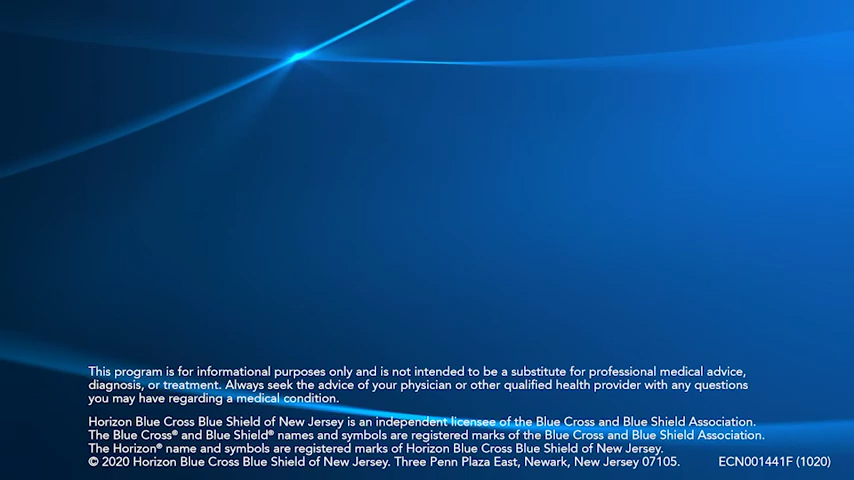 This program is for informational purposes only and is not intended to be a substitute for professional medical advice,
diagnosis, or treatment. Always seek the advice of your physician or other qualified health provider with any questions
you may have regarding a medical condition.
Horizon Blue Cross Blue Shield of New Jersey is an independent licensee of the Blue Cross and Blue Shield Association.
The Blue Cross® and Blue Shield® names and symbols are registered marks of the Blue Cross and Blue Shield Association.
The Horizon® name and symbols are registered marks of Horizon Blue Cross Blue Shield of New Jersey.
© 2020 Horizon Blue Cross Blue Shield of New Jersey. Three Penn Plaza East, Newark, New Jersey 07105. ECN001441F (1020)